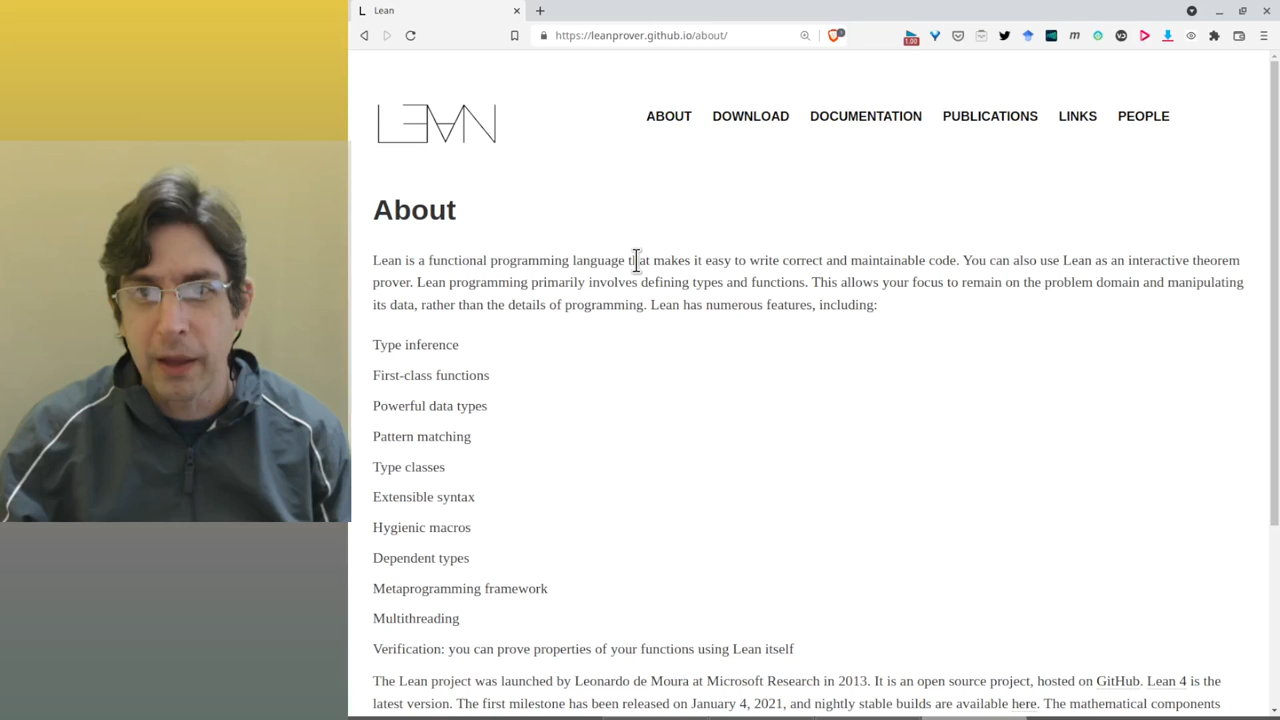 Lean
https://leanprover.github.io/about/
1
1.00
m
LEAN
ABOUT DOWNLOAD DOCUMENTATION PUBLICATIONS LINKS PEOPLE
About
Lean is a functional programming language that makes it easy to write correct and maintainable code. You can also use Lean as an interactive theorem
prover. Lean programming primarily involves defining types and functions. This allows your focus to remain on the problem domain and manipulating
its data, rather than the details of programming. Lean has numerous features, including:
Type inference
First-class functions
Powerful data types
Pattern matching
Type classes
Extensible syntax
Hygienic macros
Dependent types
Metaprogramming framework
Multithreading
Verification: you can prove properties of your functions using Lean itself
The Lean project was launched by Leonardo de Moura at Microsoft Research in 2013. It is an open source project, hosted on GitHub. Lean 4 is the
latest version. The first milestone has been released on January 4, 2021, and nightly stable builds are available here. The mathematical components